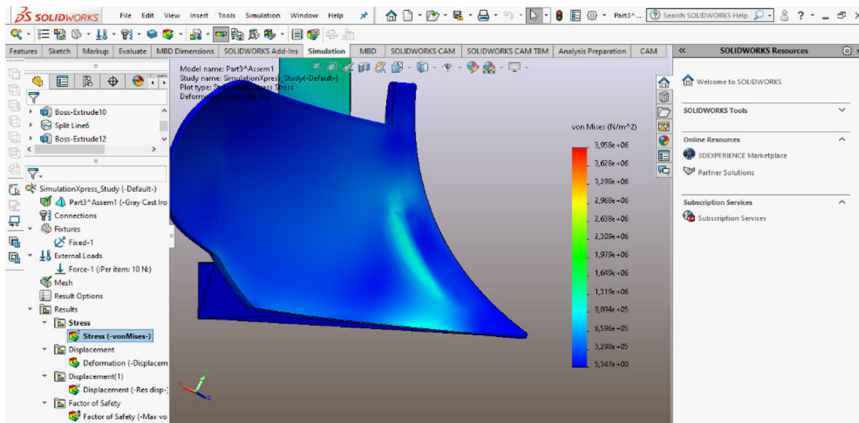 SOLIDWORKS File Edit View Insert Tools Simulation Window Help Part3^... Search SOLIDWORKS Help
Features Sketch Markup Evaluate MBD Dimensions SOLIDWORKS Add-Ins Simulation MBD SOLIDWORKS CAM SOLIDWORKS CAM TBM Analysis Preparation CAM
SOLIDWORKS Resources
Boss-Extrude10
Split Line6
Boss-Extrude12
SimulationXpress_Study (-Default-)
Part3^Assem1 (-Gray Cast Iro
Connections
Fixtures
Fixed-1
External Loads
Force-1 (:Per item: 10 N:)
Mesh
Result Options
Results
Stress
Stress (-vonMises-)
Displacement
Deformation (-Displacem
Displacement(1)
Displacement (-Res disp-)
Factor of Safety
Factor of Safety (-Max vo
Model name: Part3^Assem1
Study name: SimulationXpress_Study(-Default-)
Plot type: Stress Stress
von Mises (N/m^2)
3,958e+06
3,628e+06
3,298e+06
2,968e+06
2,638e+06
2,309e+06
1,979e+06
1,649e+06
1,319e+06
9,894e+05
6,596e+05
3,298e+05
5,347e+00
Welcome to SOLIDWORKS
SOLIDWORKS Tools
Online Resources
3DEXPERIENCE Marketplace
Partner Solutions
Subscription Services
Subscription Services